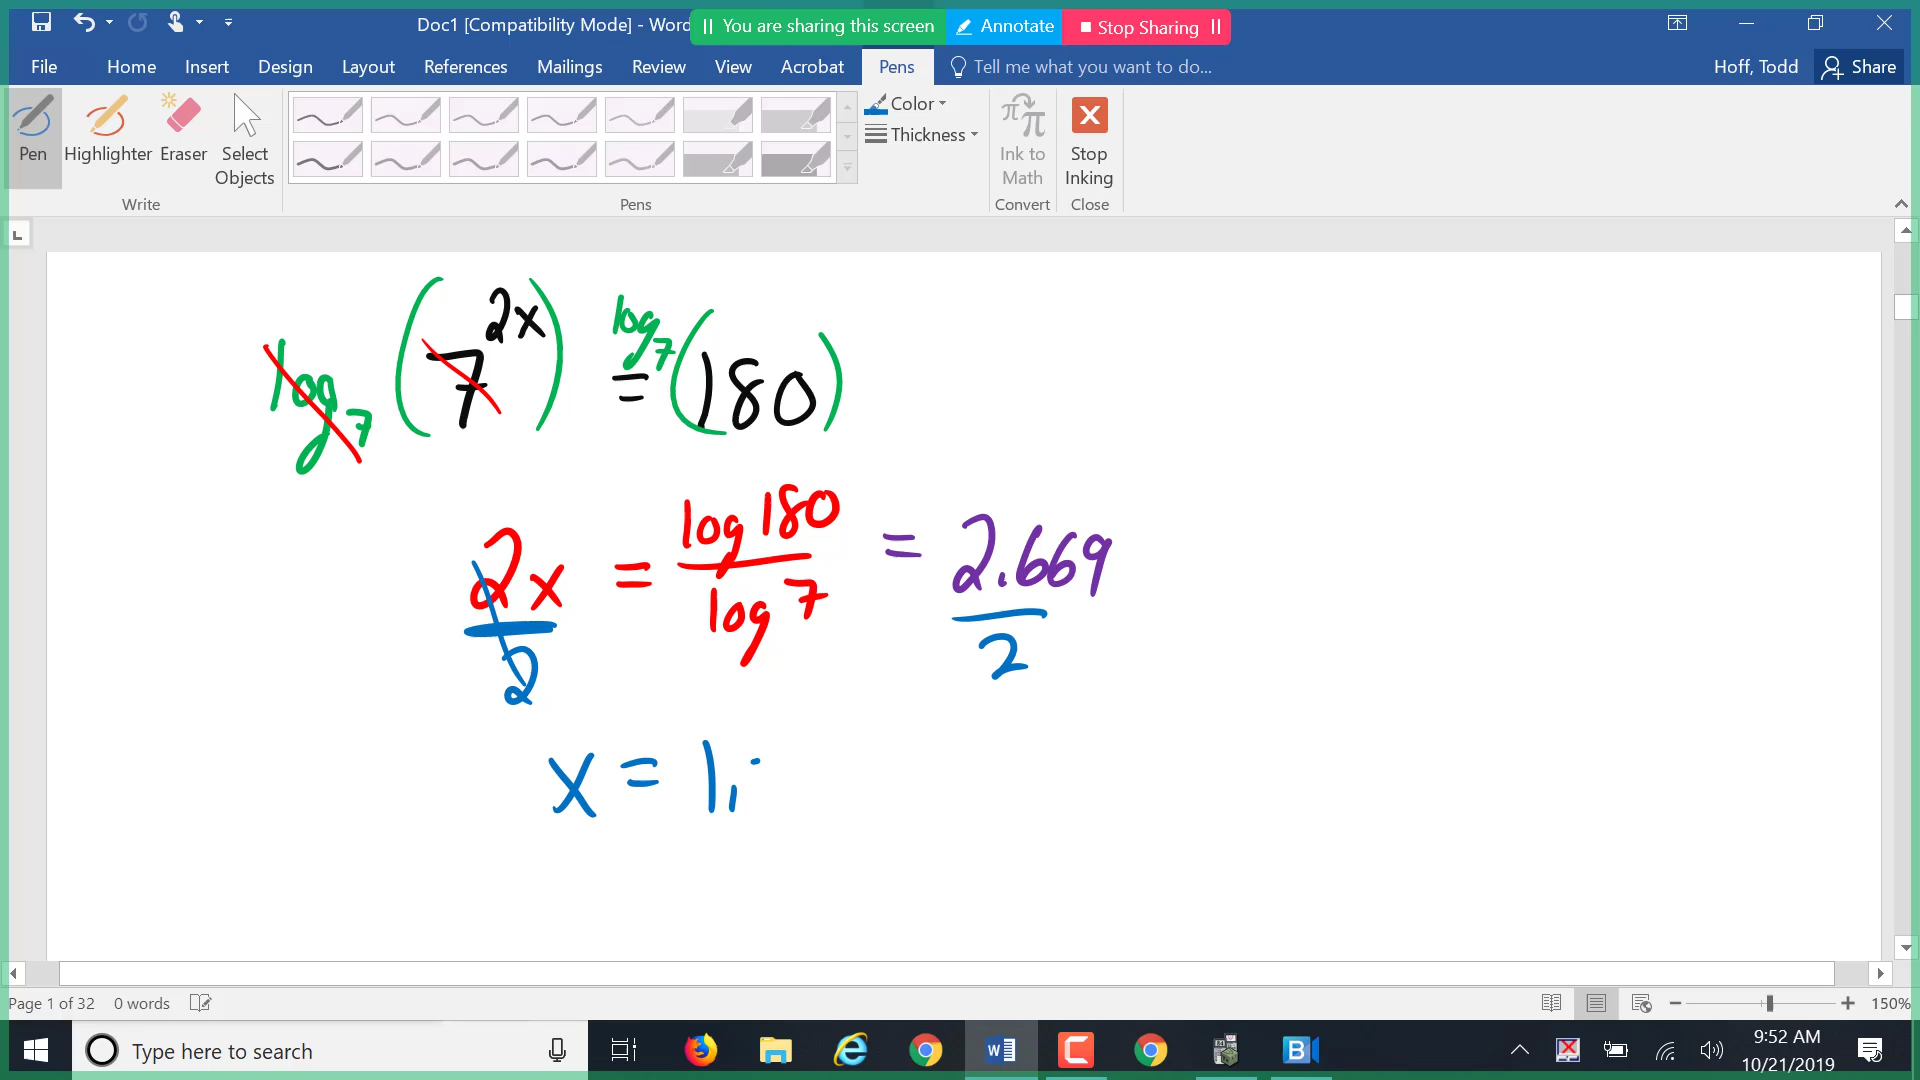 Doc1 [Compatibility Mode] - Word
You are sharing this screen
Annotate
Stop Sharing
File Home Insert Design Layout References Mailings Review View Acrobat Pens Tell me what you want to do... Hoff, Todd Share
Pen Highlighter Eraser Select Objects
Color
Thickness
Ink to Math
Stop Inking
Write Pens Convert Close
log₇(7²ˣ) = log₇(180)
2x/2 = log 180/log 7 = 2.669/2
x = 1.
Page 1 of 32 0 words 150%
Type here to search
9:52 AM
10/21/2019